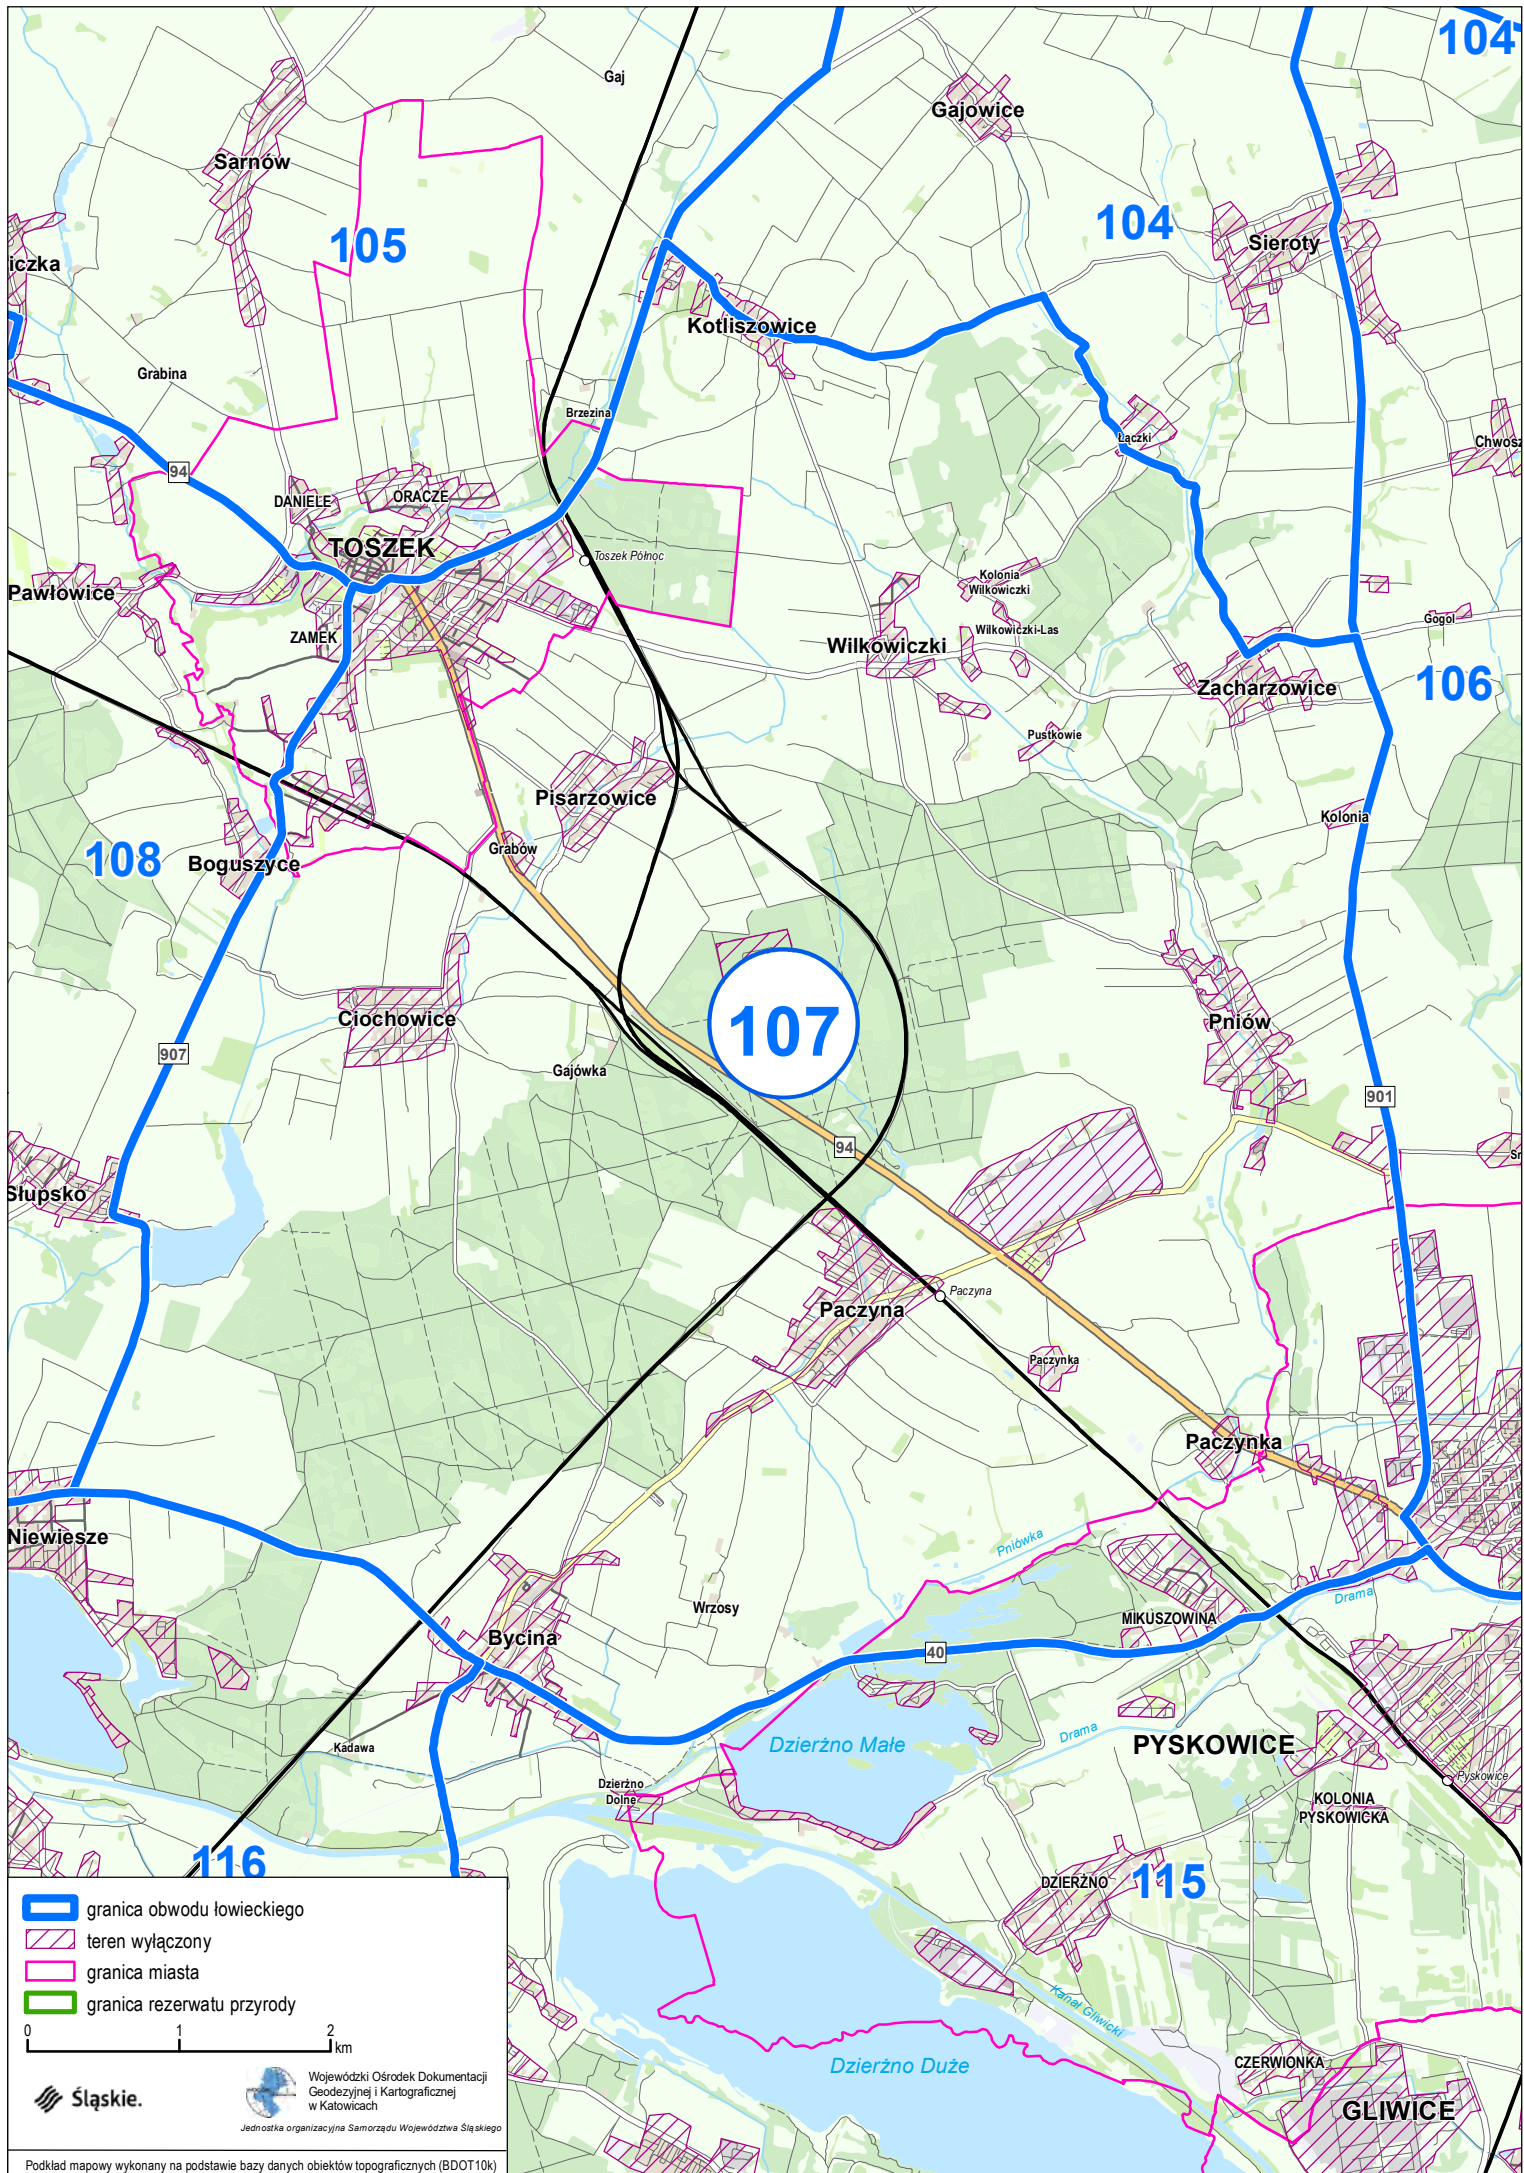 104
Gaj
Gajowice
Sarnów
105
104
Sieroty
iczka
Kotliszowice
Grabina
Brzezina
Łączki
Chwosz
94
DANIELE
ORACZE
TOSZEK
Toszek Północ
Pawłowice
Kolonia
Wilkowiczki
Gogol
ZAMEK
Wilkowiczki
Wilkowiczki-Las
Zacharzowice
106
Pustkowie
Pisarzowice
Kolonia
Grabów
108
Boguszyce
Ciochowice
107
Pniów
907
Gajówka
901
94
Słupsko
Paczyna
Paczyna
Paczynka
Paczynka
Niewiesze
Pniówka
Drama
Wrzosy
MIKUSZOWINA
Bycina
40
Drama
Dzierżno Małe
PYSKOWICE
Kadawa
Pyskowice
Dzierżno
Dolne
KOLONIA
PYSKOWICKA
116
DZIERŻNO
115
granica obwodu łowieckiego
teren wyłączony
granica miasta
granica rezerwatu przyrody
0 1 2
km
Kanał Gliwicki
Dzierżno Duże
CZERWIONKA
GLIWICE
Śląskie.
Wojewódzki Ośrodek Dokumentacji
Geodezyjnej i Kartograficznej
w Katowicach
Jednostka organizacyjna Samorządu Województwa Śląskiego
Podkład mapowy wykonany na podstawie bazy danych obiektów topograficznych (BDOT10k)